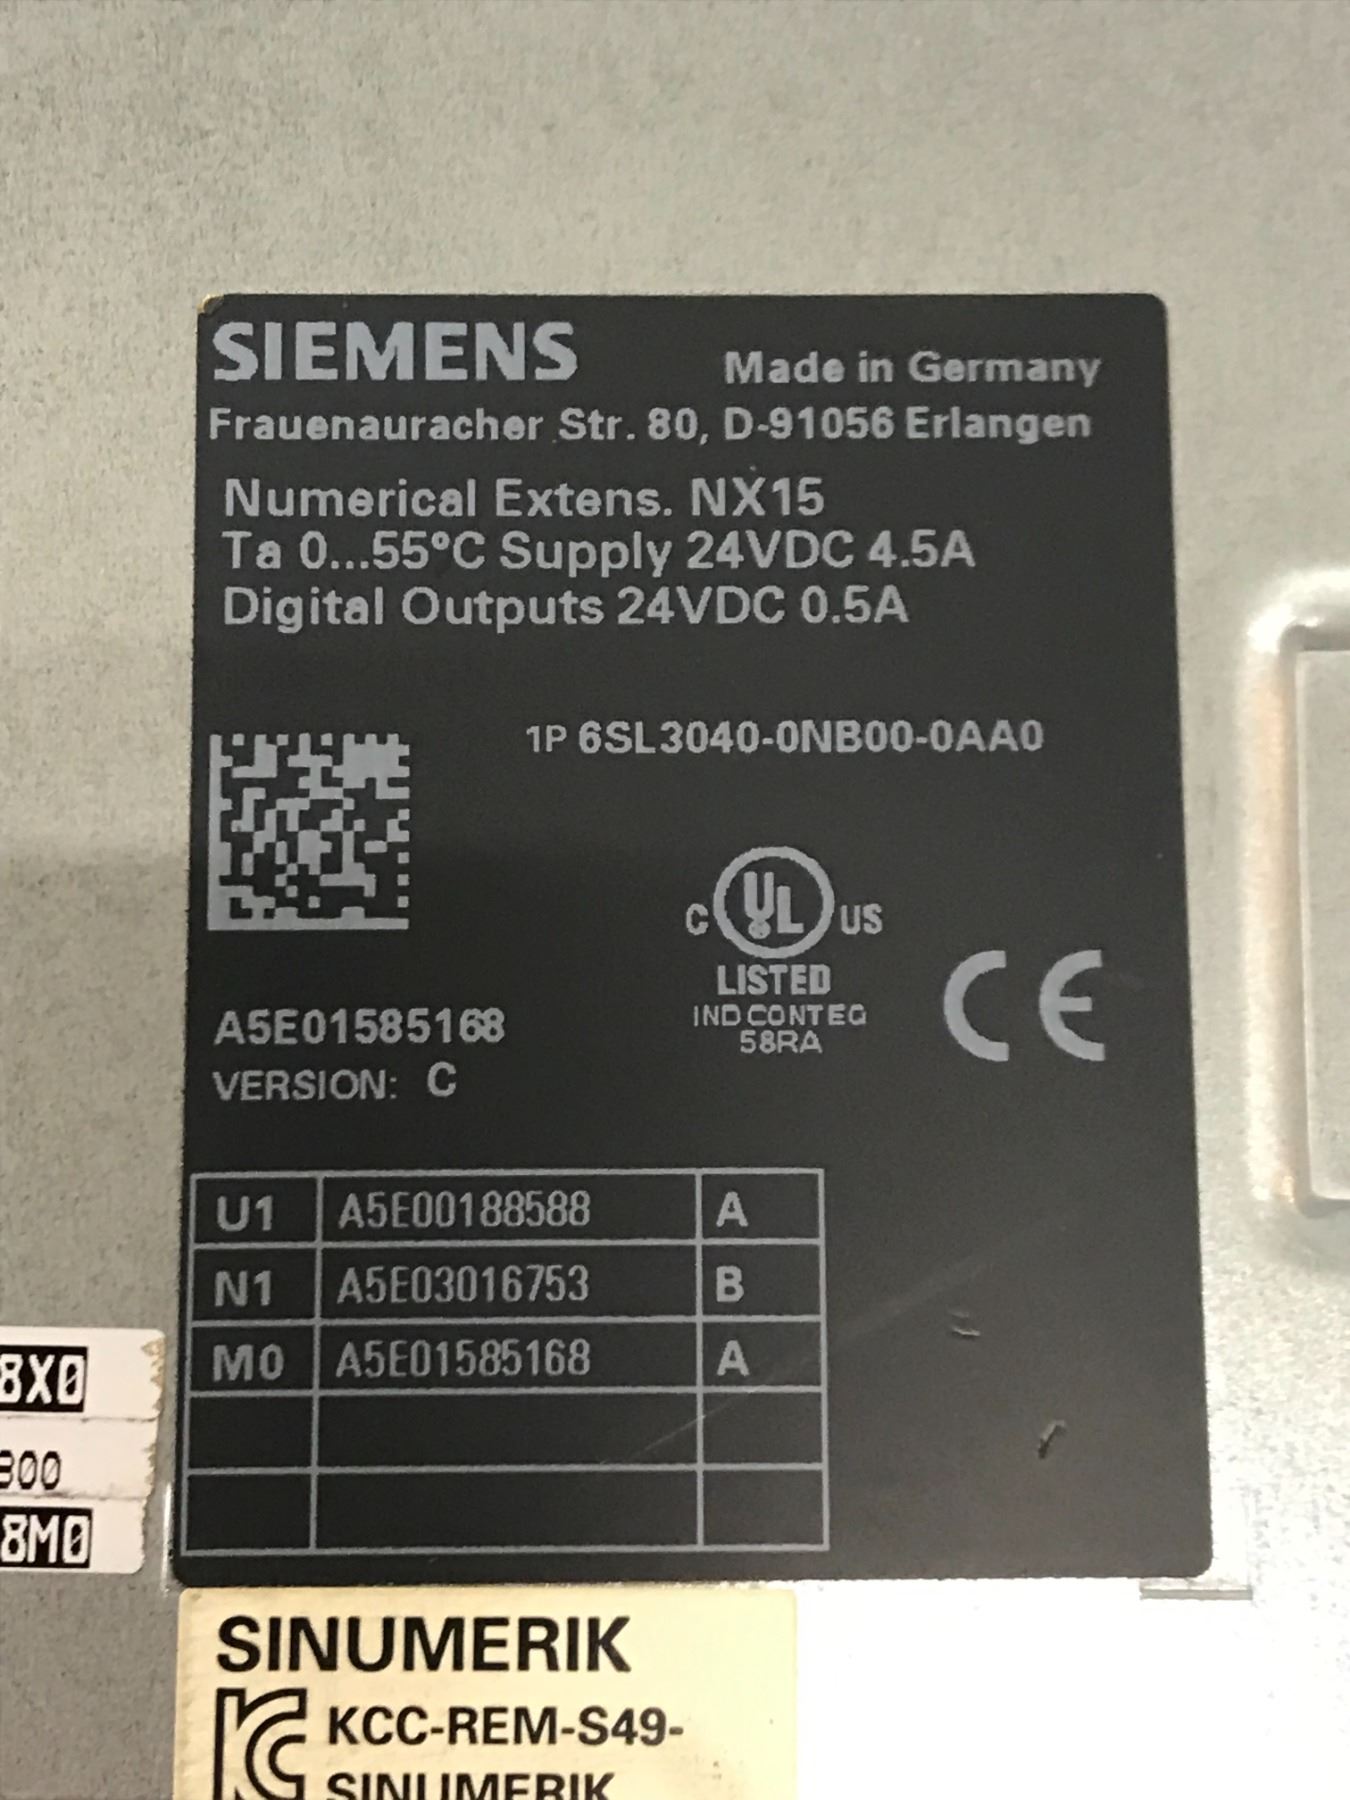 SIEMENS Made in Germany
Frauenauracher Str. 80, D-91056 Erlangen
Numerical Extens. NX15
Ta 0...55°C Supply 24VDC 4.5A
Digital Outputs 24VDC 0.5A
1P 6SL3040-0NB00-0AA0
C UL US
LISTED
IND CONT EQ
58RA
CE
A5E01585168
VERSION: C
U1 A5E00188588 A
N1 A5E03016753 B
M0 A5E01585168 A
8X0
300
8M0
SINUMERIK
KCC-REM-S49-
SINUMERIK